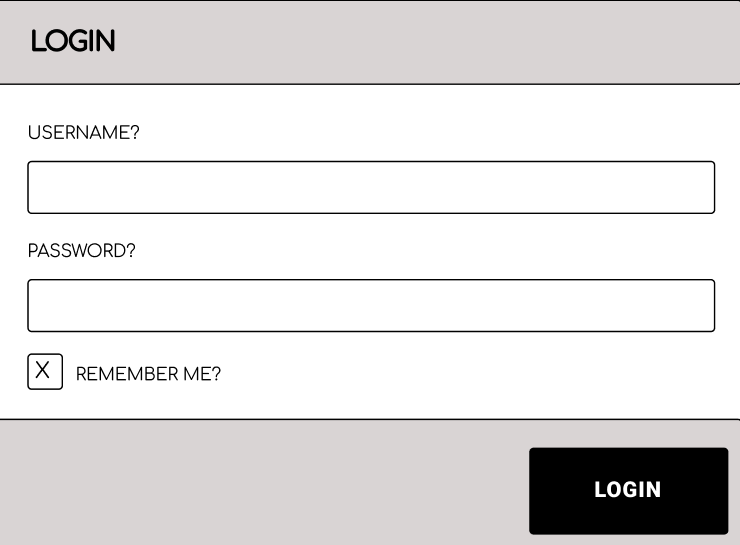 LOGIN
USERNAME?
PASSWORD?
X REMEMBER ME?
LOGIN